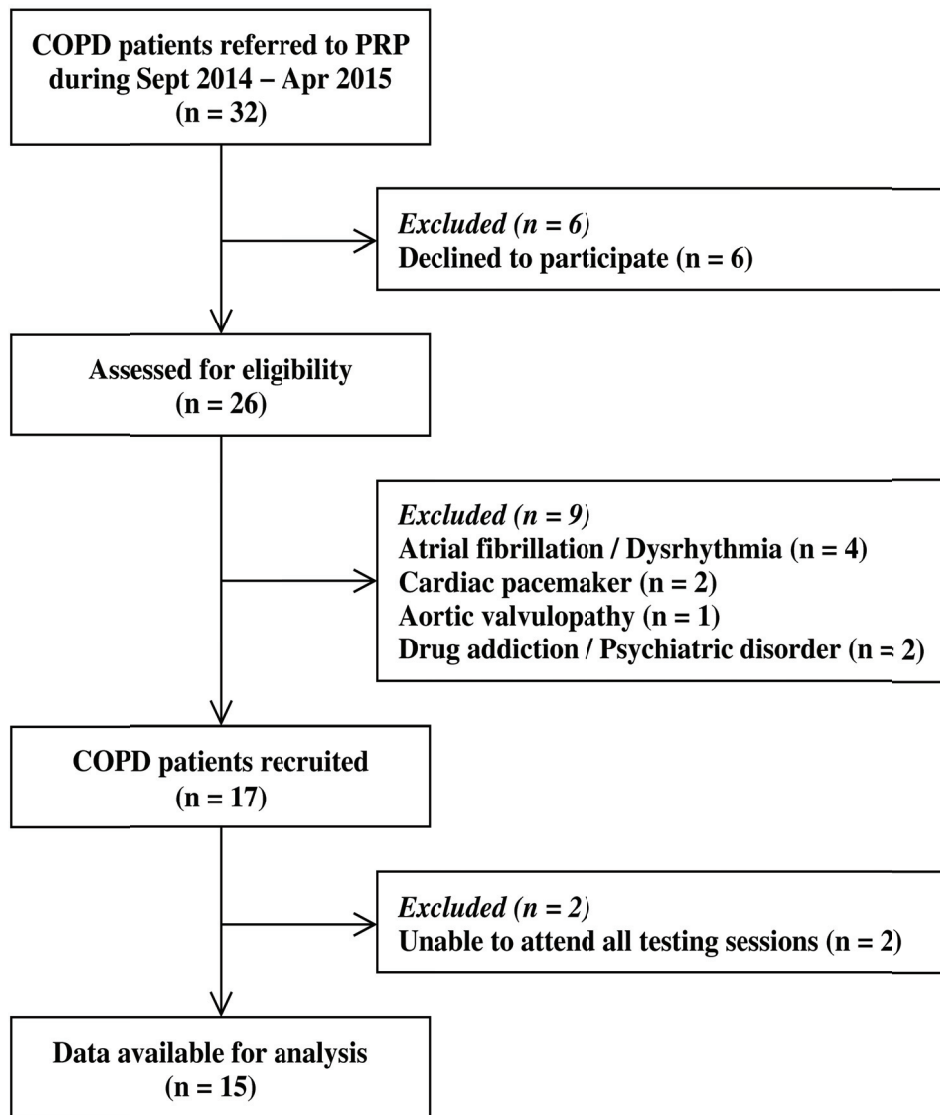 COPD patients referred to PRP
during Sept 2014 – Apr 2015
(n = 32)
Excluded (n = 6)
Declined to participate (n = 6)
Assessed for eligibility
(n = 26)
Excluded (n = 9)
Atrial fibrillation / Dysrhythmia (n = 4)
Cardiac pacemaker (n = 2)
Aortic valvulopathy (n = 1)
Drug addiction / Psychiatric disorder (n = 2)
COPD patients recruited
(n = 17)
Excluded (n = 2)
Unable to attend all testing sessions (n = 2)
Data available for analysis
(n = 15)